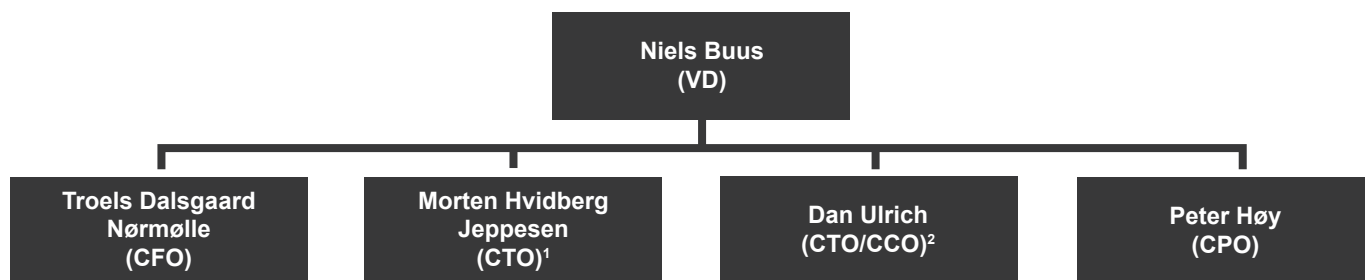 Niels Buus
(VD)
Troels Dalsgaard
Nørmølle
(CFO)
Morten Hvidberg
Jeppesen
(CTO)¹
Dan Ulrich
(CTO/CCO)²
Peter Høy
(CPO)